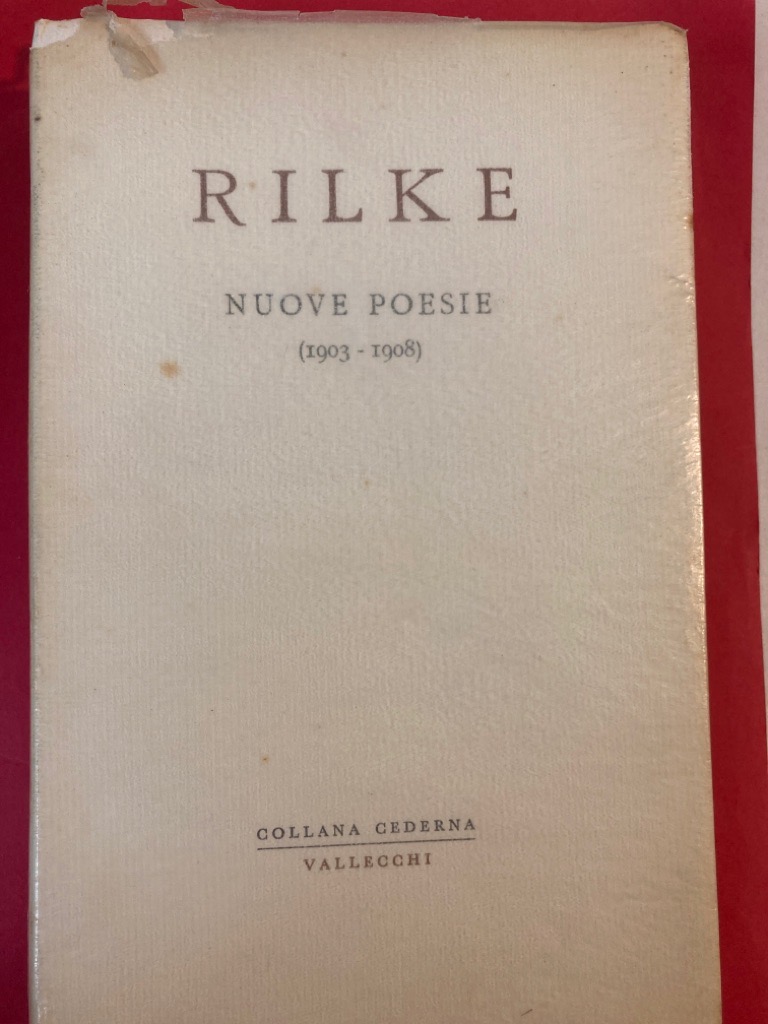 RILKE
NUOVE POESIE
(1903 - 1908)
COLLANA CEDERNA
VALLECCHI